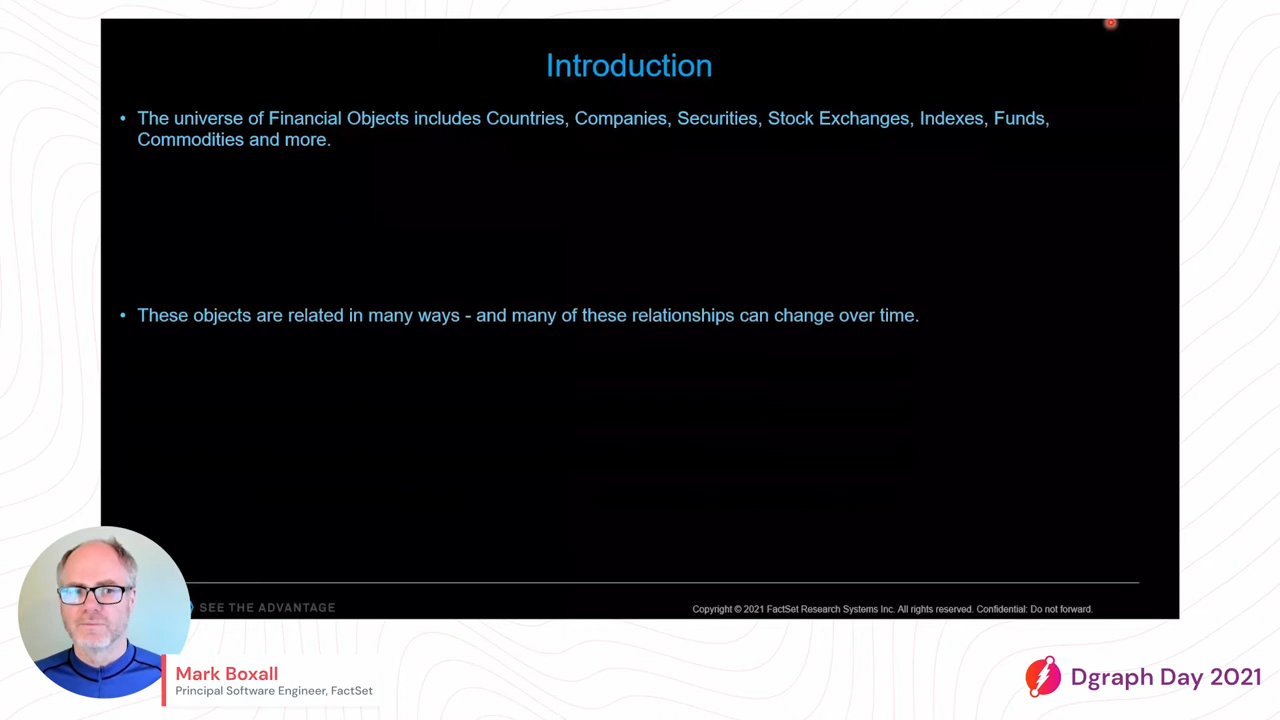 Introduction
• The universe of Financial Objects includes Countries, Companies, Securities, Stock Exchanges, Indexes, Funds,
Commodities and more.
• These objects are related in many ways - and many of these relationships can change over time.
SEE THE ADVANTAGE
Copyright © 2021 FactSet Research Systems Inc. All rights reserved. Confidential: Do not forward.
Mark Boxall
Principal Software Engineer, FactSet
Dgraph Day 2021